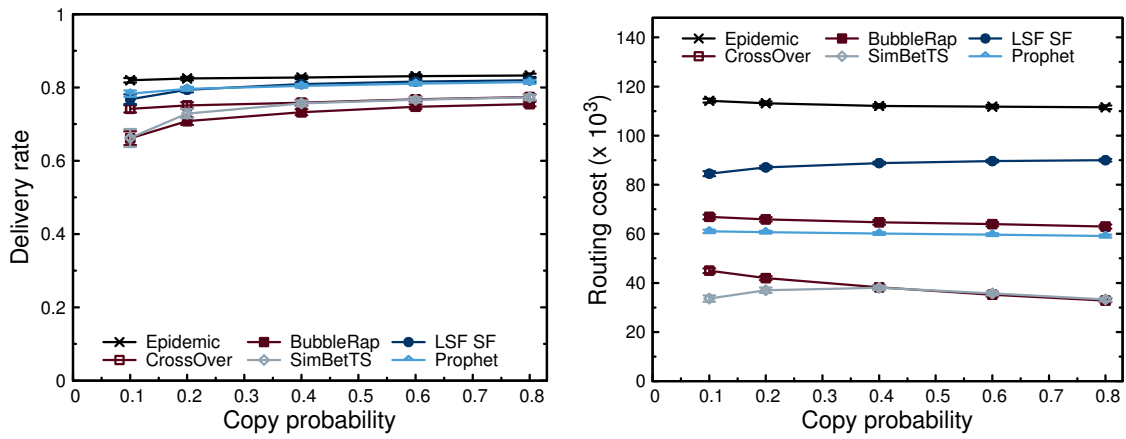 1
0.8
0.6
0.4
0.2
0
Delivery rate
Epidemic BubbleRap LSF SF
CrossOver SimBetTS Prophet
0 0.1 0.2 0.3 0.4 0.5 0.6 0.7 0.8
Copy probability
140
120
100
80
60
40
20
0
Routing cost (x 10³)
Epidemic BubbleRap LSF SF
CrossOver SimBetTS Prophet
0 0.1 0.2 0.3 0.4 0.5 0.6 0.7 0.8
Copy probability